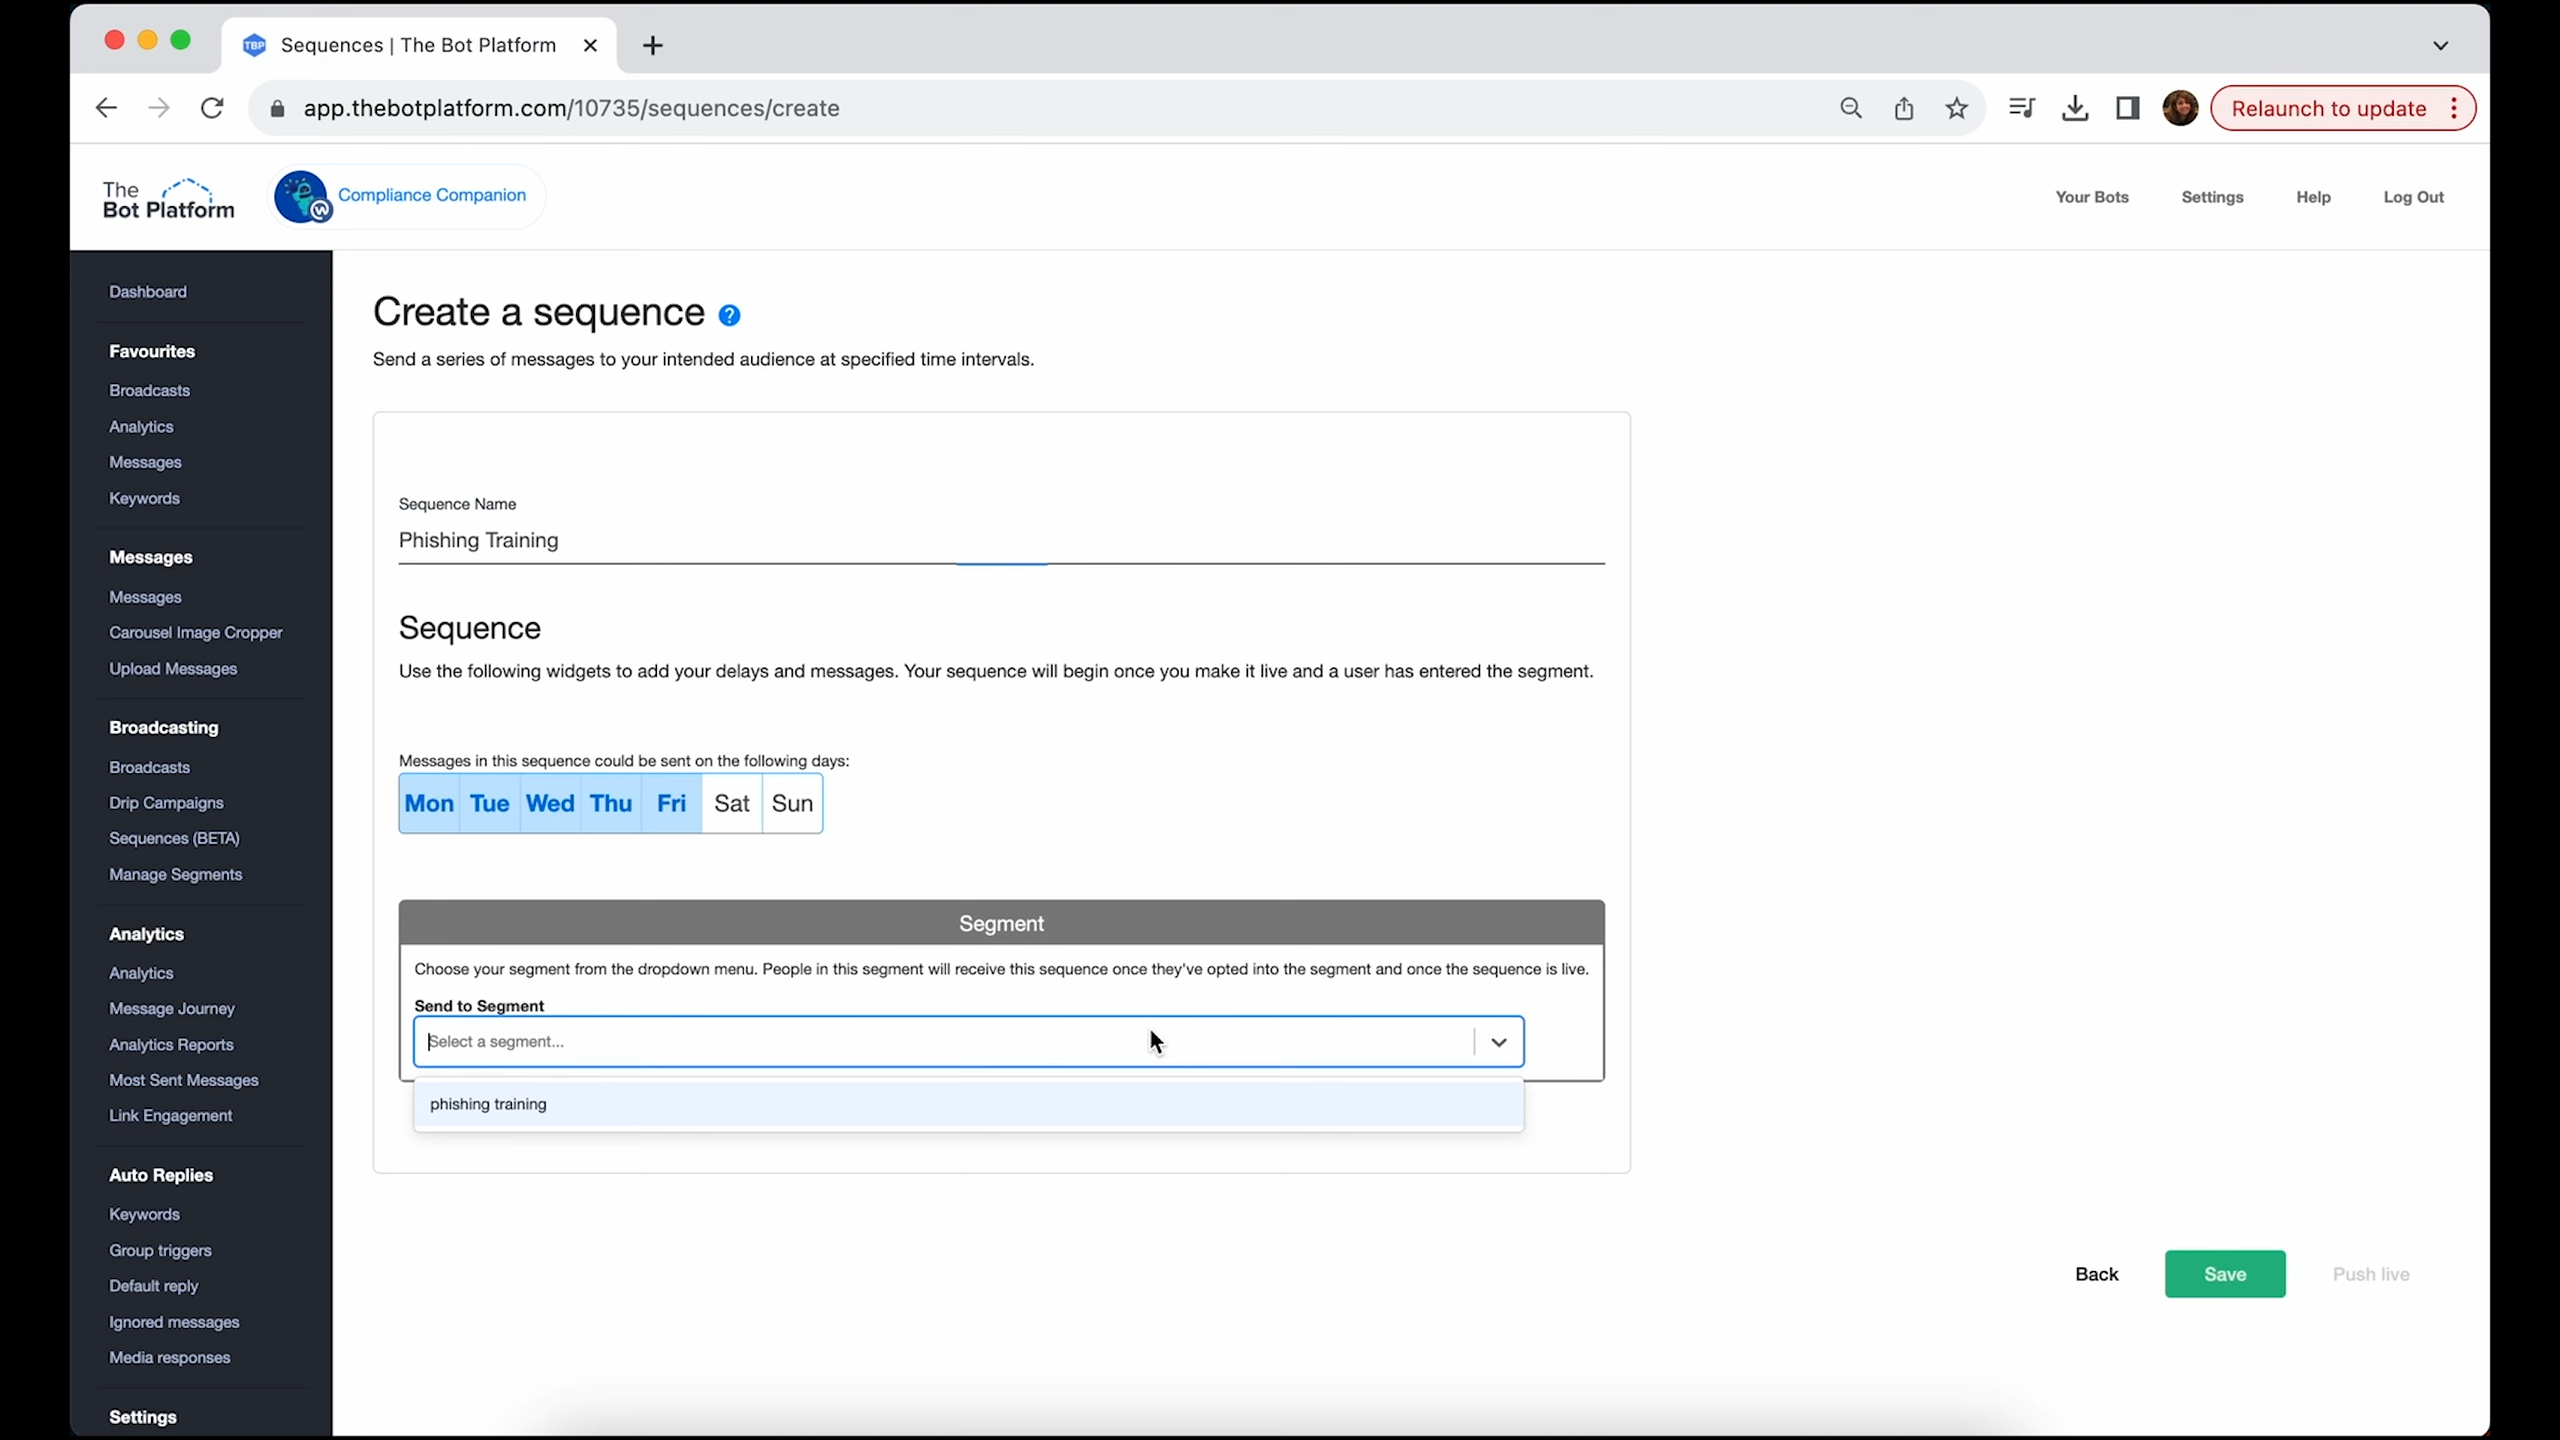 TBP
Sequences | The Bot Platform
app.thebotplatform.com/10735/sequences/create
Relaunch to update
The
Bot Platform
Compliance Companion
Your Bots
Settings
Help
Log Out
Dashboard
Favourites
Broadcasts
Analytics
Messages
Keywords
Messages
Messages
Carousel Image Cropper
Upload Messages
Broadcasting
Broadcasts
Drip Campaigns
Sequences (BETA)
Manage Segments
Analytics
Analytics
Message Journey
Analytics Reports
Most Sent Messages
Link Engagement
Auto Replies
Keywords
Group triggers
Default reply
Ignored messages
Media responses
Settings
Create a sequence ?
Send a series of messages to your intended audience at specified time intervals.
Sequence Name
Phishing Training
Sequence
Use the following widgets to add your delays and messages. Your sequence will begin once you make it live and a user has entered the segment.
Messages in this sequence could be sent on the following days:
Mon Tue Wed Thu Fri Sat Sun
Segment
Choose your segment from the dropdown menu. People in this segment will receive this sequence once they've opted into the segment and once the sequence is live.
Send to Segment
Select a segment...
phishing training
Back
Save
Push live